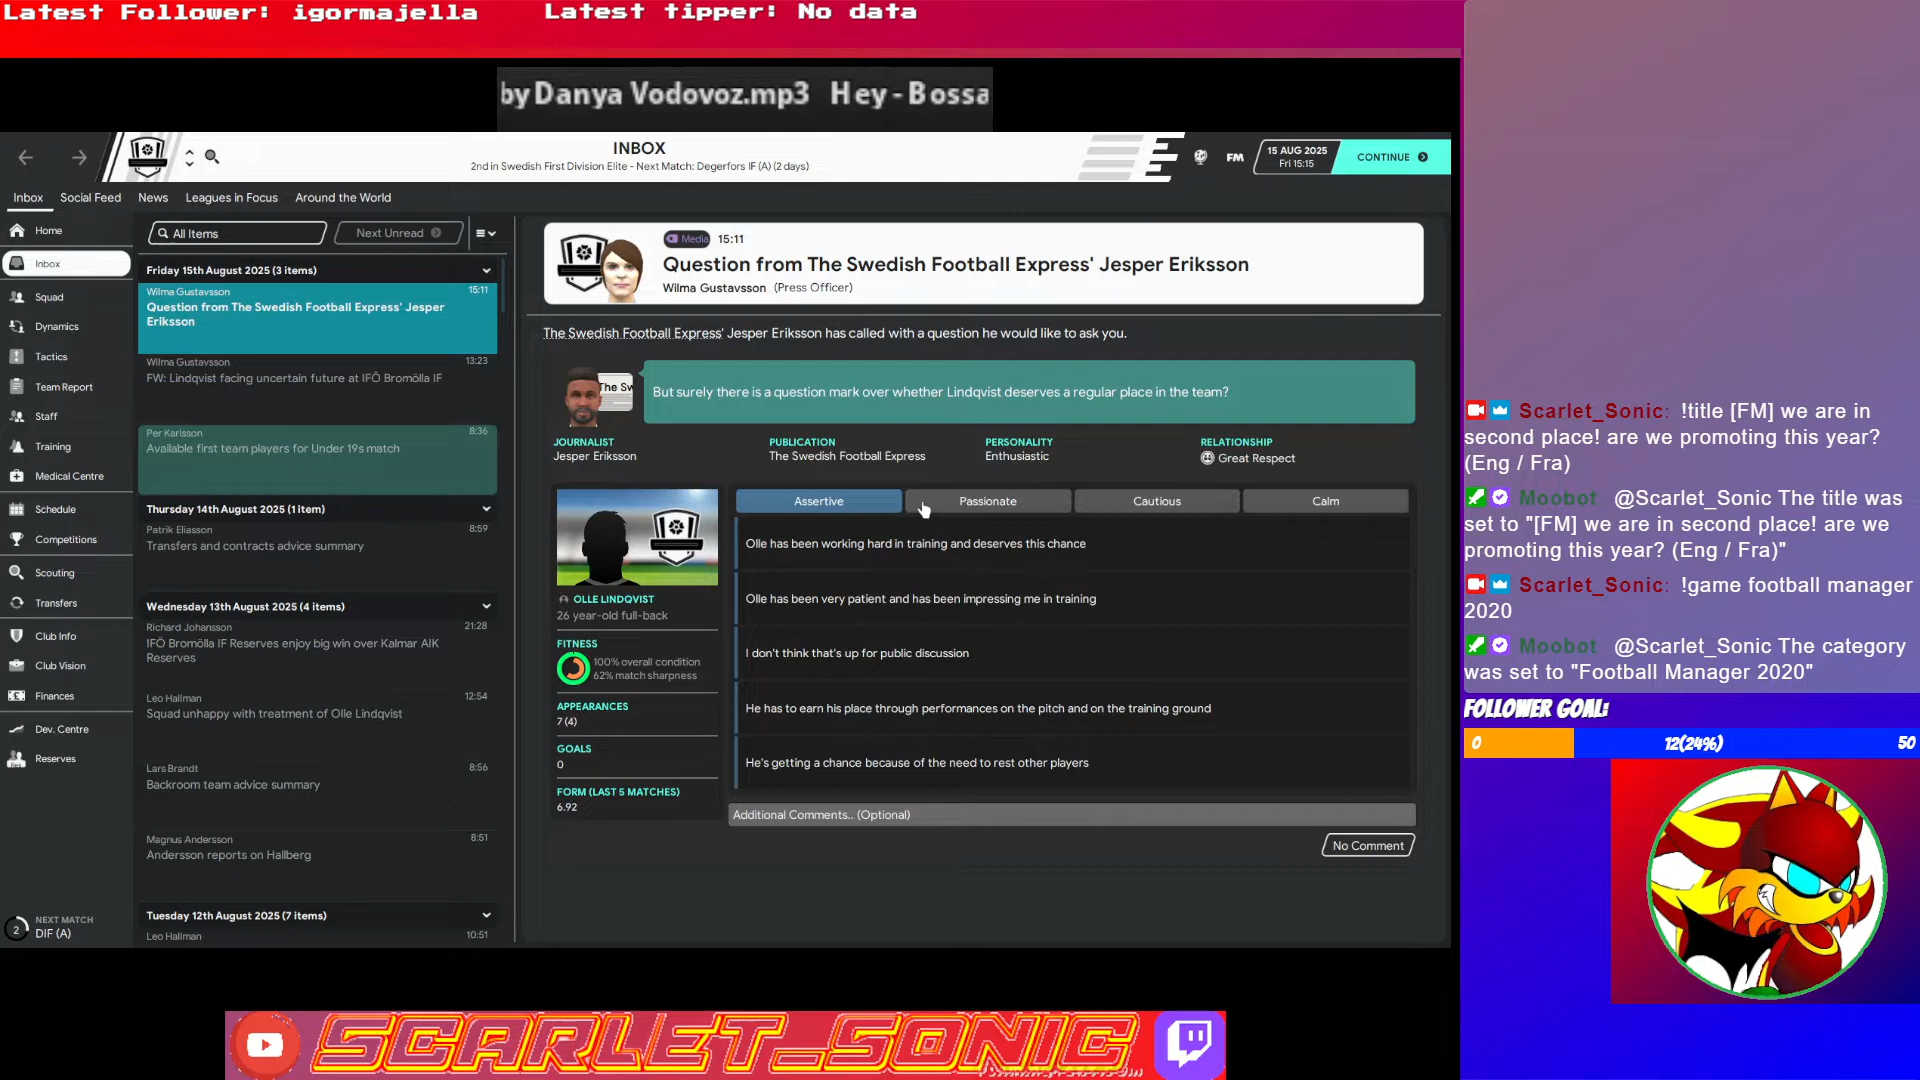 Latest Follower: igormajella
Latest tipper: No data
by Danya Vodovoz.mp3 Hey - Bossa
INBOX
2nd in Swedish First Division Elite - Next Match: Degerfors IF (A) (2 days)
FM
15 AUG 2025
Fri 15:15
CONTINUE
Inbox
Social Feed
News
Leagues in Focus
Around the World
Home
Inbox
Squad
Dynamics
Tactics
Team Report
Staff
Training
Medical Centre
Schedule
Competitions
Scouting
Transfers
Club Info
Club Vision
Finances
Dev. Centre
Reserves
2
NEXT MATCH
DIF (A)
All Items
Next Unread
Friday 15th August 2025 (3 items)
Wilma Gustavsson 15:11
Question from The Swedish Football Express' Jesper
Eriksson
Wilma Gustavsson 13:23
FW: Lindqvist facing uncertain future at IFÖ Bromölla IF
Per Karlsson 8:36
Available first team players for Under 19s match
Thursday 14th August 2025 (1 item)
Patrik Eliasson 8:59
Transfers and contracts advice summary
Wednesday 13th August 2025 (4 items)
Richard Johansson 21:28
IFÖ Bromölla IF Reserves enjoy big win over Kalmar AIK
Reserves
Leo Hallman 12:54
Squad unhappy with treatment of Olle Lindqvist
Lars Brandt 8:56
Backroom team advice summary
Magnus Andersson 8:51
Andersson reports on Hallberg
Tuesday 12th August 2025 (7 items)
Leo Hallman 10:51
Media 15:11
Question from The Swedish Football Express' Jesper Eriksson
Wilma Gustavsson (Press Officer)
The Swedish Football Express' Jesper Eriksson has called with a question he would like to ask you.
The Sw
But surely there is a question mark over whether Lindqvist deserves a regular place in the team?
JOURNALIST
Jesper Eriksson
PUBLICATION
The Swedish Football Express
PERSONALITY
Enthusiastic
RELATIONSHIP
Great Respect
OLLE LINDQVIST
26 year-old full-back
FITNESS
100% overall condition
62% match sharpness
APPEARANCES
7 (4)
GOALS
0
FORM (LAST 5 MATCHES)
6.92
Assertive
Passionate
Cautious
Calm
Olle has been working hard in training and deserves this chance
Olle has been very patient and has been impressing me in training
I don't think that's up for public discussion
He has to earn his place through performances on the pitch and on the training ground
He's getting a chance because of the need to rest other players
Additional Comments.. (Optional)
No Comment
Scarlet_Sonic: !title [FM] we are in
second place! are we promoting this year?
(Eng / Fra)
Moobot @Scarlet_Sonic The title was
set to "[FM] we are in second place! are we
promoting this year? (Eng / Fra)"
Scarlet_Sonic: !game football manager
2020
Moobot @Scarlet_Sonic The category
was set to "Football Manager 2020"
FOLLOWER GOAL:
0 12(24%) 50
SCARLET_SONIC